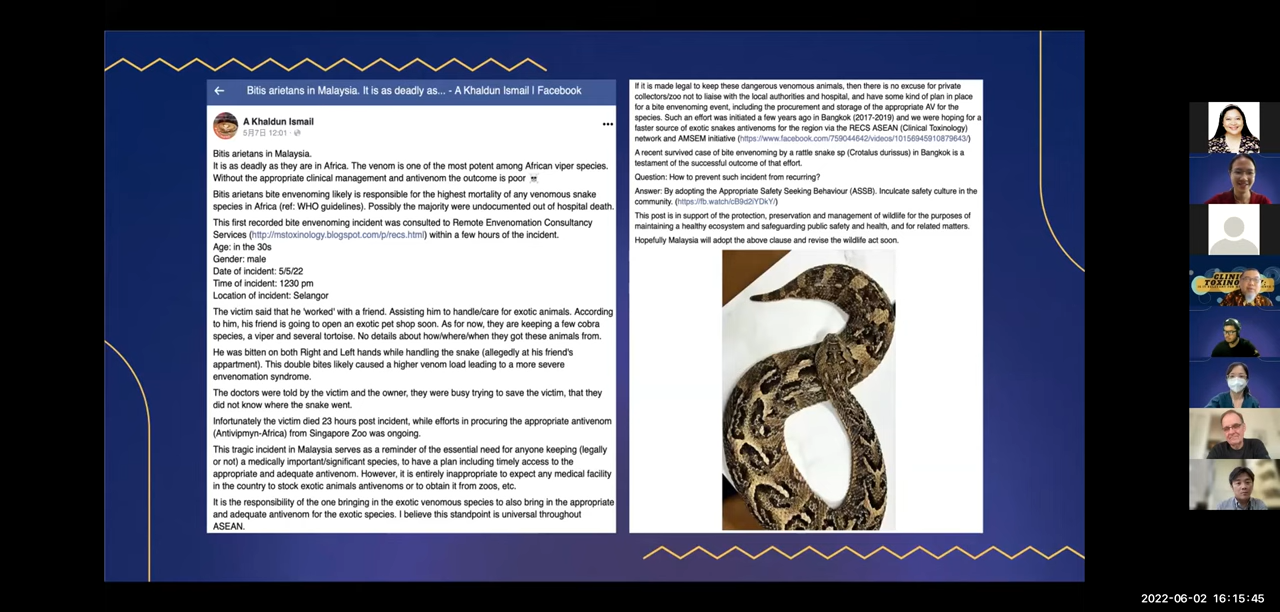 Bitis arietans in Malaysia. It is as deadly as... - A Khaldun Ismail | Facebook
A Khaldun Ismail
5月7日 12:01
Bitis arietans in Malaysia.
It is as deadly as they are in Africa. The venom is one of the most potent among African viper species.
Without the appropriate clinical management and antivenom the outcome is poor
Bitis arietans bite envenoming likely is responsible for the highest mortality of any venomous snake
species in Africa (ref: WHO guidelines). Possibly the majority were undocumented out of hospital death.
This first recorded bite envenoming incident was consulted to Remote Envenomation Consultancy
Services (http://mstoxinology.blogspot.com/p/recs.html) within a few hours of the incident.
Age: in the 30s
Gender: male
Date of incident: 5/5/22
Time of incident: 1230 pm
Location of incident: Selangor
The victim said that he 'worked' with a friend. Assisting him to handle/care for exotic animals. According
to him, his friend is going to open an exotic pet shop soon. As for now, they are keeping a few cobra
species, a viper and several tortoise. No details about how/where/when they got these animals from.
He was bitten on both Right and Left hands while handling the snake (allegedly at his friend's
appartment). This double bites likely caused a higher venom load leading to a more severe
envenomation syndrome.
The doctors were told by the victim and the owner, they were busy trying to save the victim, that they
did not know where the snake went.
Infortunately the victim died 23 hours post incident, while efforts in procuring the appropriate antivenom
(Antivipmyn-Africa) from Singapore Zoo was ongoing.
This tragic incident in Malaysia serves as a reminder of the essential need for anyone keeping (legally
or not) a medically important/significant species, to have a plan including timely access to the
appropriate and adequate antivenom. However, it is entirely inappropriate to expect any medical facility
in the country to stock exotic animals antivenoms or to obtain it from zoos, etc.
It is the responsibility of the one bringing in the exotic venomous species to also bring in the appropriate
and adequate antivenom for the exotic species. I believe this standpoint is universal throughout
ASEAN.
If it is made legal to keep these dangerous venomous animals, then there is no excuse for private
collectors/zoo not to liaise with the local authorities and hospital, and have some kind of plan in place
for a bite envenoming event, including the procurement and storage of the appropriate AV for the
species. Such an effort was initiated a few years ago in Bangkok (2017-2019) and we were hoping for a
faster source of exotic snakes antivenoms for the region via the RECS ASEAN (Clinical Toxinology)
network and AMSEM initiative (https://www.facebook.com/759044642/videos/10156945910879643/)
A recent survived case of bite envenoming by a rattle snake sp (Crotalus durissus) in Bangkok is a
testament of the successful outcome of that effort.
Question: How to prevent such incident from recurring?
Answer: By adopting the Appropriate Safety Seeking Behaviour (ASSB). Inculcate safety culture in the
community. (https://fb.watch/cB9d2iYDkY/)
This post is in support of the protection, preservation and management of wildlife for the purposes of
maintaining a healthy ecosystem and safeguarding public safety and health, and for related matters.
Hopefully Malaysia will adopt the above clause and revise the wildlife act soon.
2022-06-02 16:15:45